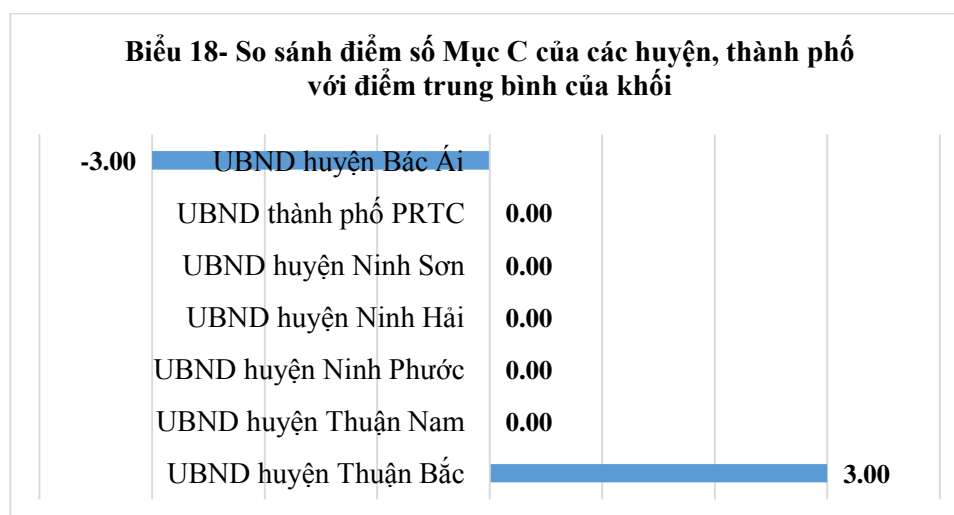 Biểu 18- So sánh điểm số Mục C của các huyện, thành phố
với điểm trung bình của khối
-3.00 UBND huyện Bác Ái
UBND thành phố PRTC 0.00
UBND huyện Ninh Sơn 0.00
UBND huyện Ninh Hải 0.00
UBND huyện Ninh Phước 0.00
UBND huyện Thuận Nam 0.00
UBND huyện Thuận Bắc 3.00